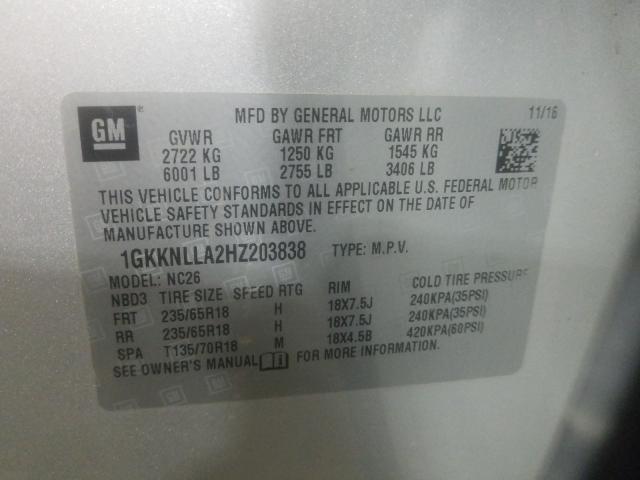 GM ® MFD BY GENERAL MOTORS LLC 11/16
GVWR GAWR FRT GAWR RR
2722 KG 1250 KG 1545 KG
6001 LB 2755 LB 3406 LB
THIS VEHICLE CONFORMS TO ALL APPLICABLE U.S. FEDERAL MOTOR
VEHICLE SAFETY STANDARDS IN EFFECT ON THE DATE OF
MANUFACTURE SHOWN ABOVE.
1GKKNLLA2HZ203838 TYPE: M.P.V.
MODEL: NC26
NBD3 TIRE SIZE SPEED RTG RIM COLD TIRE PRESSURE
FRT 235/65R18 H 18X7.5J 240KPA(35PSI)
RR 235/65R18 H 18X7.5J 240KPA(35PSI)
SPA T135/70R18 M 18X4.5B 420KPA(60PSI)
SEE OWNER'S MANUAL FOR MORE INFORMATION.